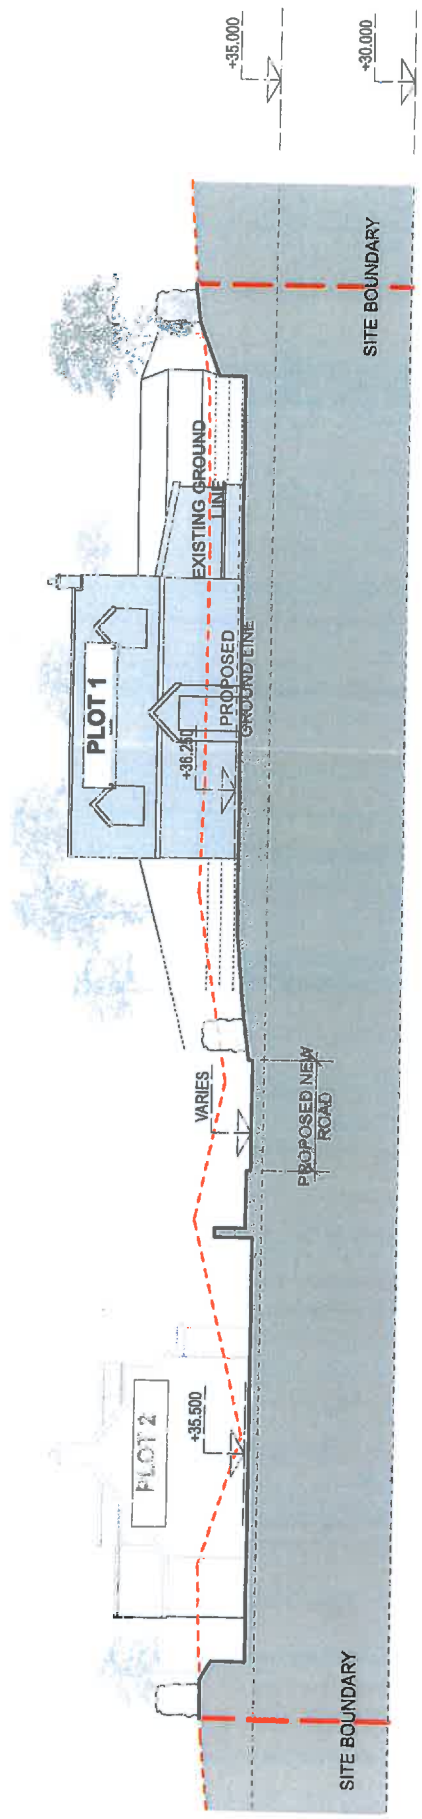 SITE BOUNDARY
PLOT 2
+35.500
VARIES
PROPOSED NEW
ROAD
PLOT 1
+36.250
PROPOSED
GROUND LINE
EXISTING GROUND
LINE
SITE BOUNDARY
+35.000
+30.000